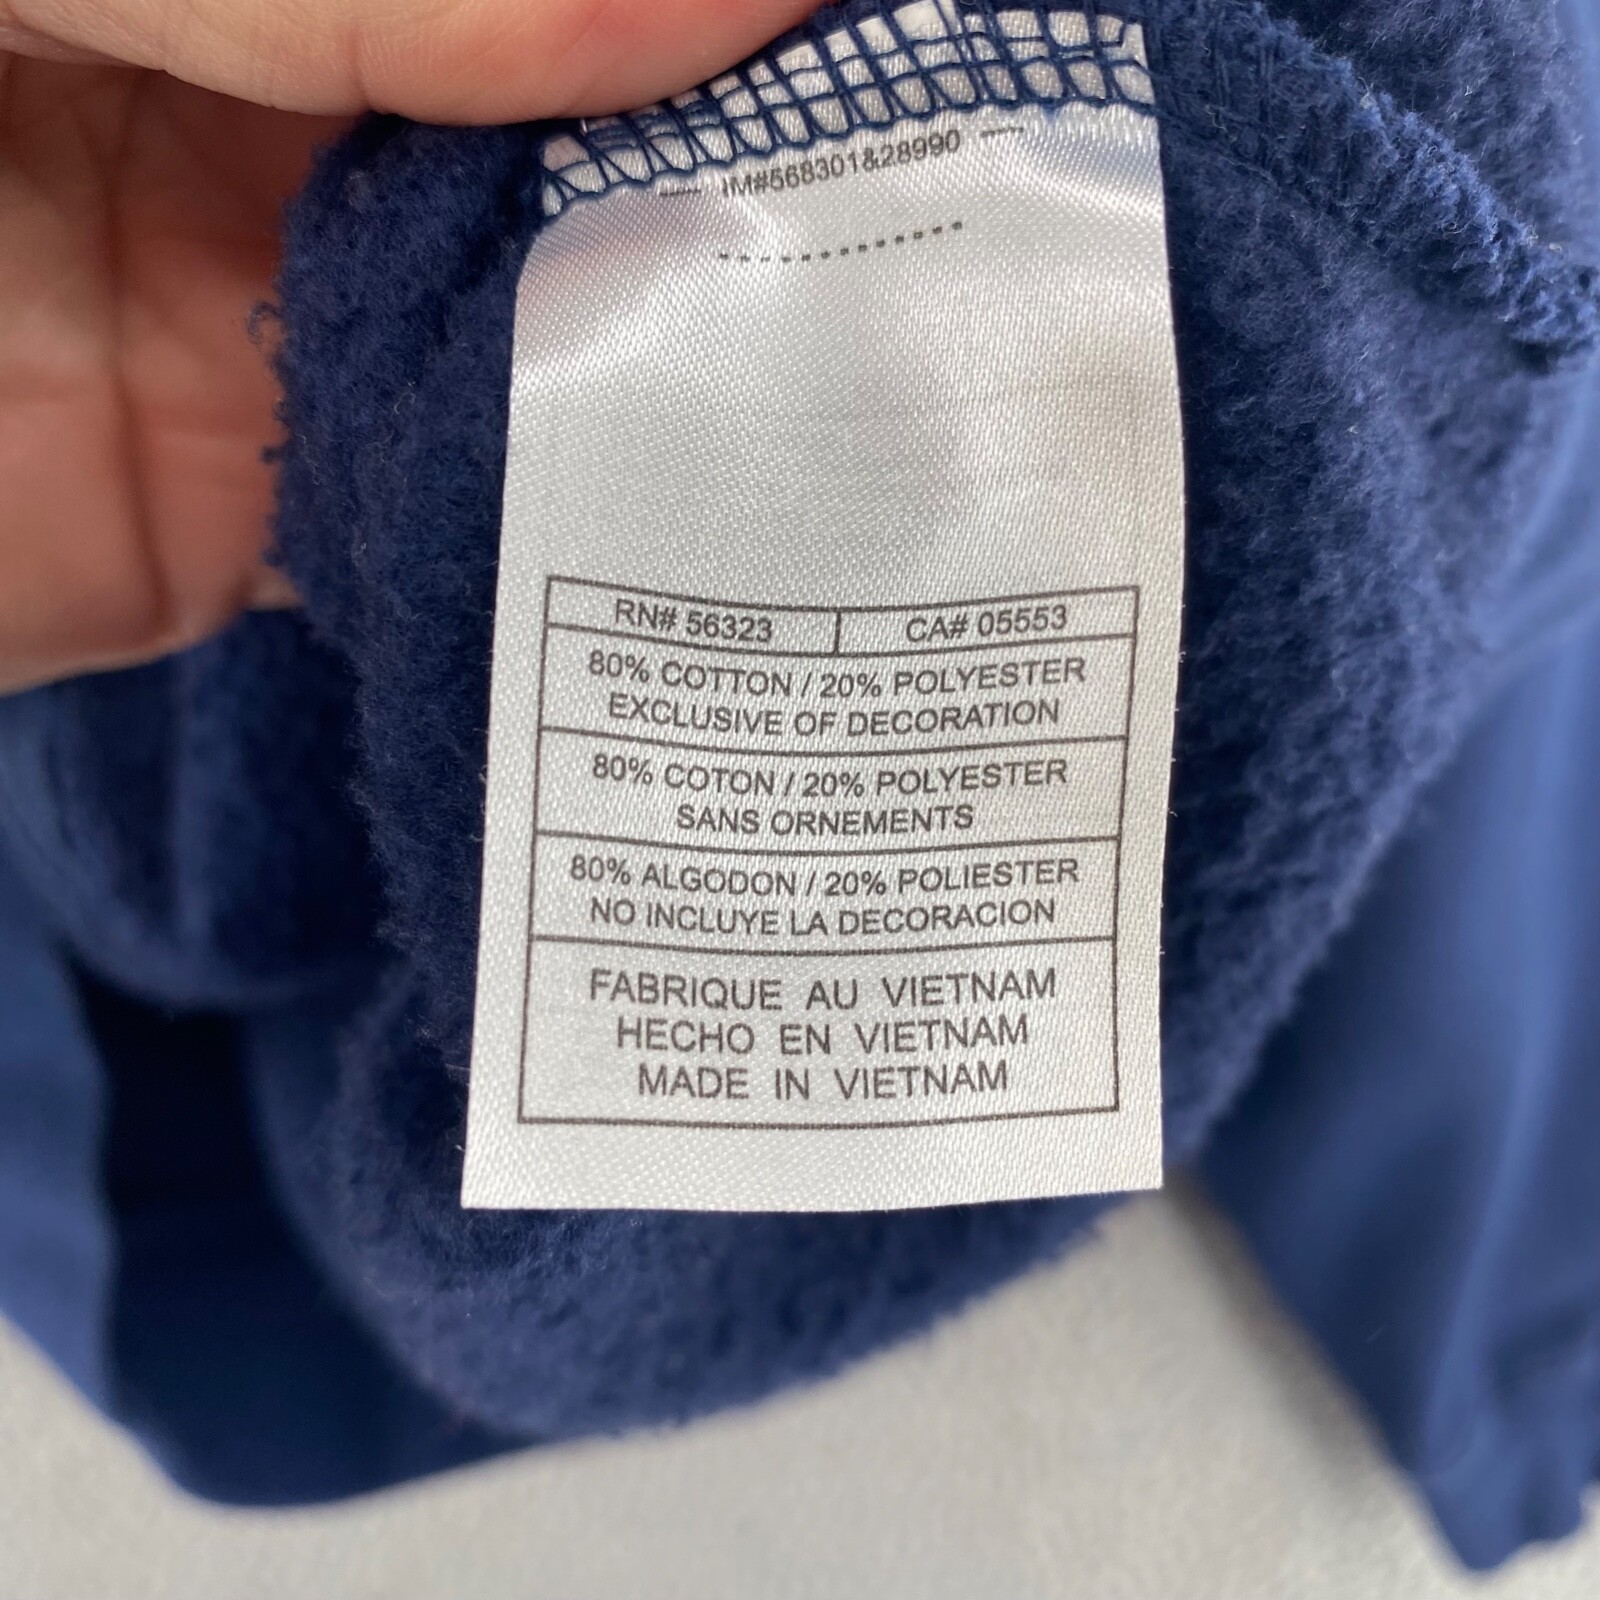 IM#568301&28990
RN# 56323 CA# 05553
80% COTTON / 20% POLYESTER
EXCLUSIVE OF DECORATION
80% COTON / 20% POLYESTER
SANS ORNEMENTS
80% ALGODON / 20% POLIESTER
NO INCLUYE LA DECORACION
FABRIQUE AU VIETNAM
HECHO EN VIETNAM
MADE IN VIETNAM